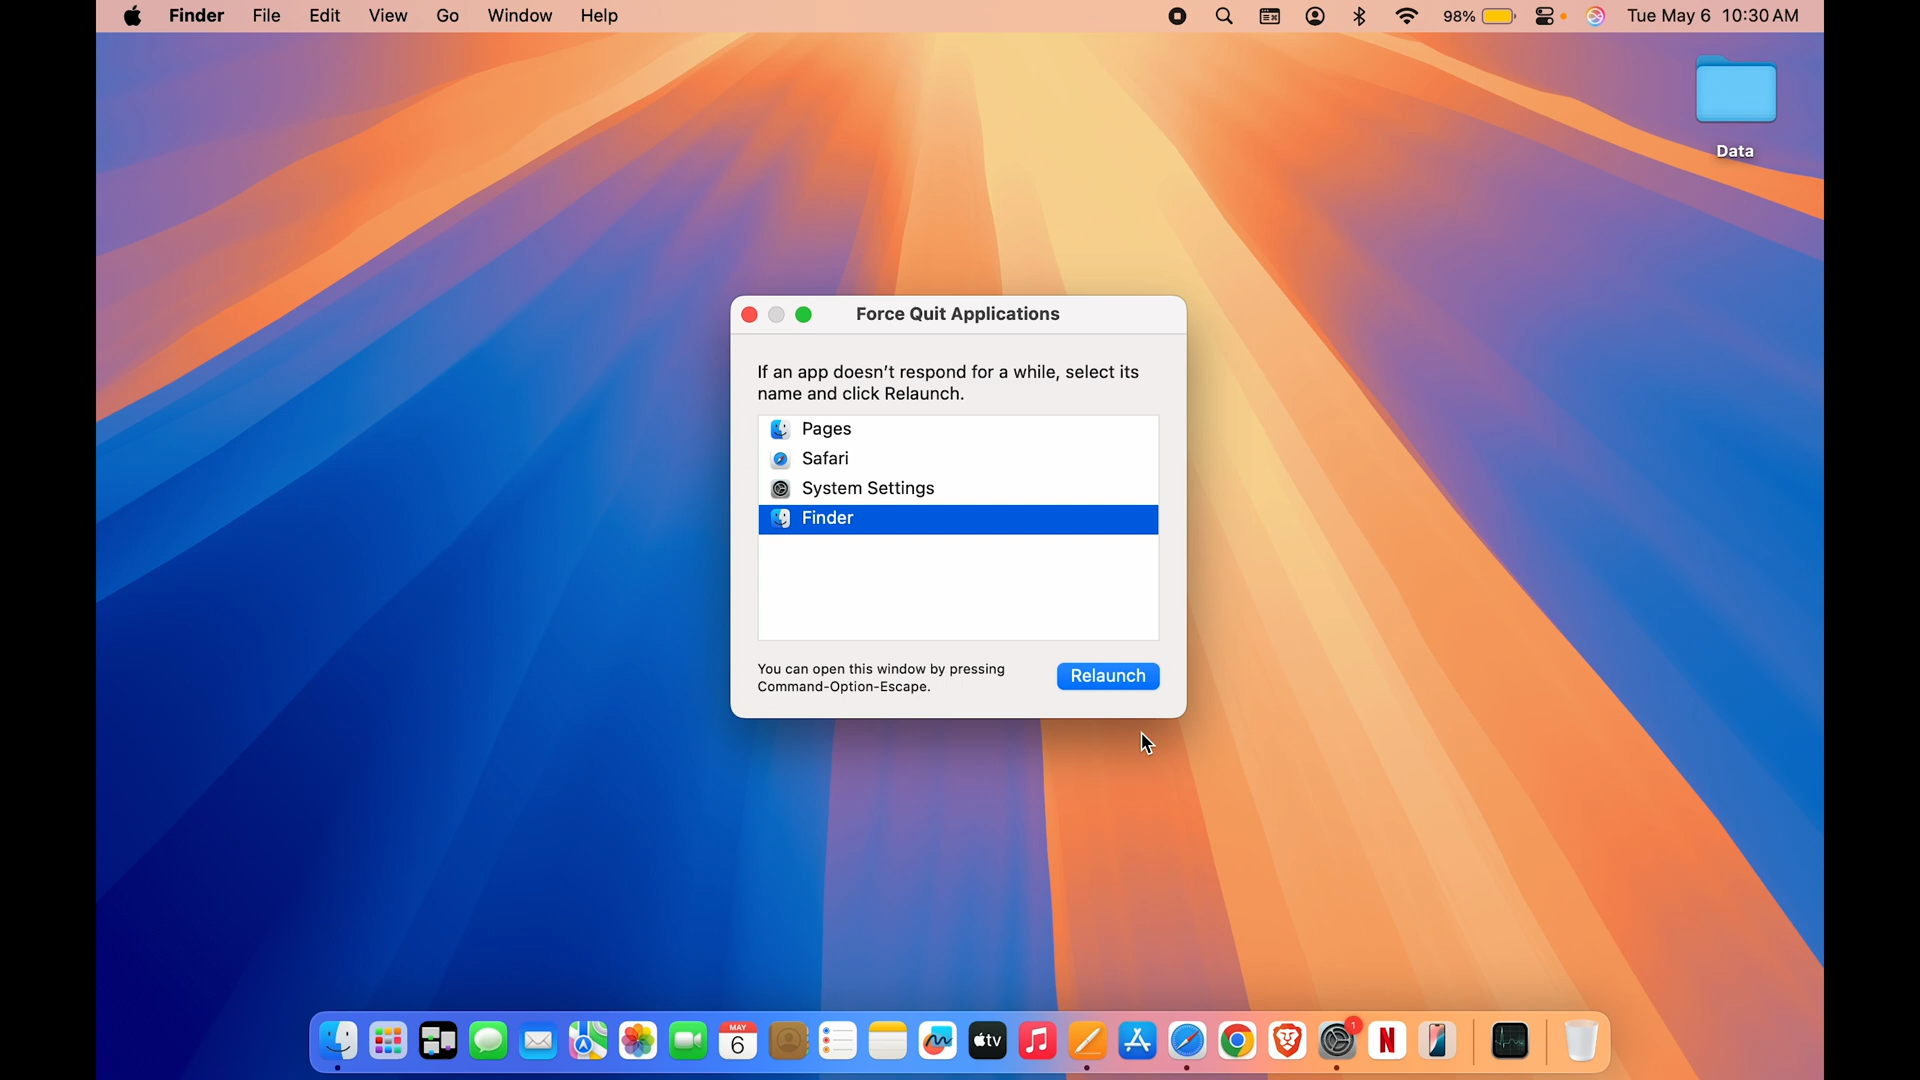 Finder File Edit View Go Window Help 98% Tue May 6 10:30 AM
Data
Force Quit Applications
If an app doesn't respond for a while, select its
name and click Relaunch.
Pages
Safari
System Settings
Finder
You can open this window by pressing
Command-Option-Escape.
Relaunch
MAY
6
tv
1
N